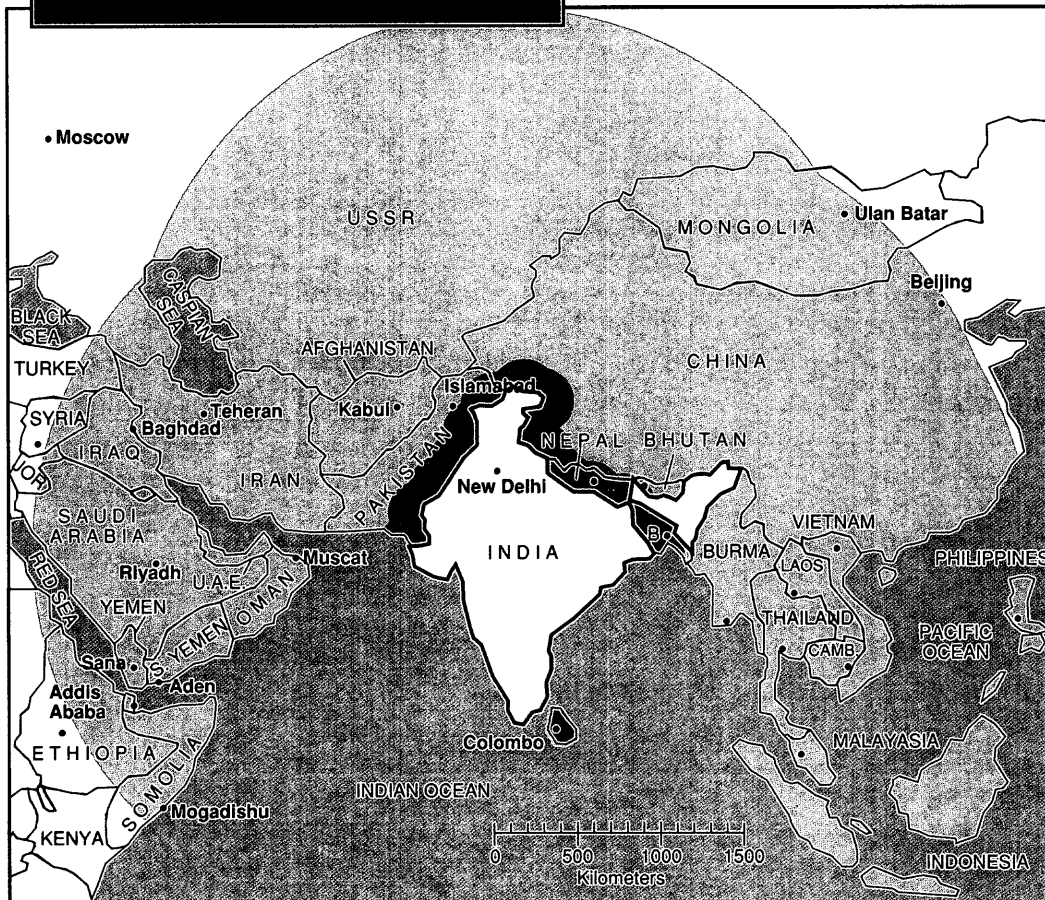 Moscow
USSR
MONGOLIA
Ulan Batar
Beijing
CASPIAN
SEA
BLACK
SEA
TURKEY
AFGHANISTAN
CHINA
Islamabad
SYRIA
Teheran
Kabul
Baghdad
IRAQ
JOR
IRAN
PAKISTAN
NEPAL
BHUTAN
New Delhi
SAUDI
ARABIA
INDIA
B
BURMA
VIETNAM
LAOS
Muscat
PHILIPPINES
RED SEA
Riyadh
U.A.E.
OMAN
YEMEN
S. YEMEN
THAILAND
PACIFIC
OCEAN
CAMB.
Sana
Aden
Addis
Ababa
ETHIOPIA
SOMOLIA
Colombo
MALAYASIA
INDIAN OCEAN
Mogadishu
KENYA
0 500 1000 1500
Kilometers
INDONESIA